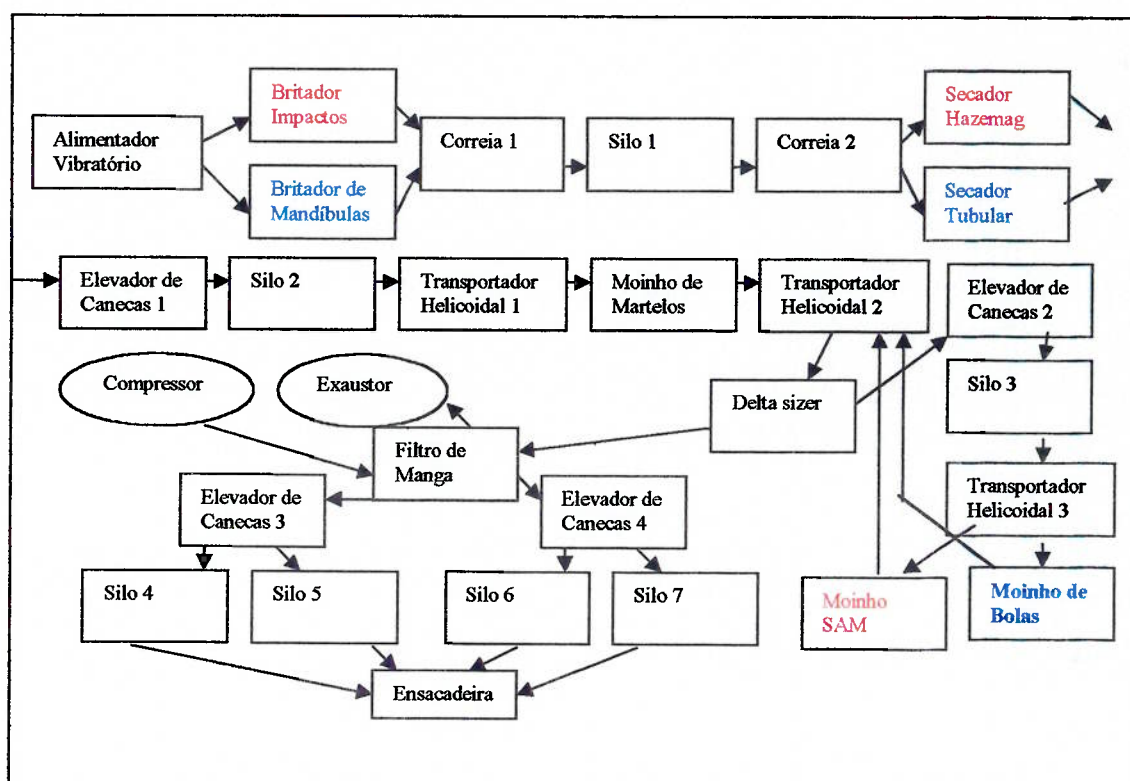 Britador
Impactos
Secador
Hazemag
Alimentador
Vibratório
Correia 1
Silo 1
Correia 2
Britador de
Mandíbulas
Secador
Tubular
Elevador de
Canecas 1
Silo 2
Transportador
Helicoidal 1
Moinho de
Martelos
Transportador
Helicoidal 2
Elevador de
Canecas 2
Compressor
Exaustor
Delta sizer
Silo 3
Filtro de
Manga
Elevador de
Canecas 3
Elevador de
Canecas 4
Transportador
Helicoidal 3
Silo 4
Silo 5
Silo 6
Silo 7
Moinho
SAM
Moinho de
Bolas
Ensacadeira